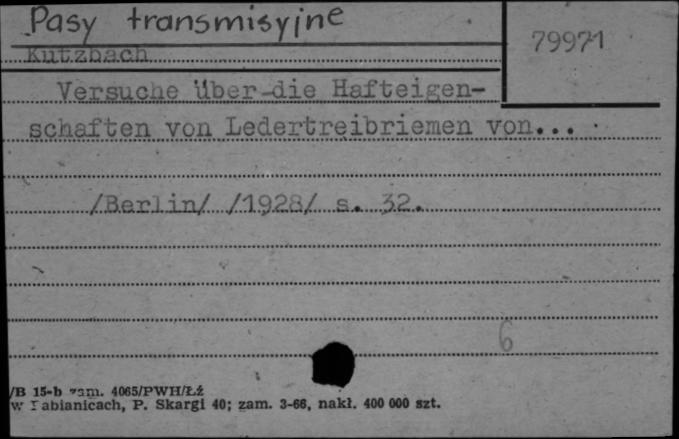 Pasy transmisyjne
79971
Kutzbach
Versuche über die Hafteigen-
schaften von Ledertreibriemen von...
/Berlin/ /1928/ s. 32.
6
/B 15-b zam. 4065/PWH/Łż
w Pabianicach, P. Skargi 40; zam. 3-66, nakł. 400 000 szt.